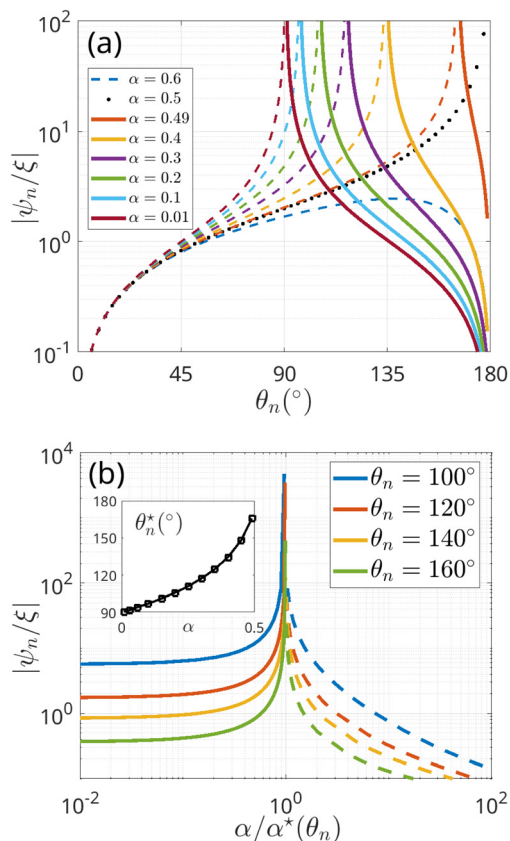 (a)
|ψₙ/ξ|
10²
10¹
10⁰
10⁻¹
α = 0.6
α = 0.5
α = 0.49
α = 0.4
α = 0.3
α = 0.2
α = 0.1
α = 0.01
0 45 90 135 180
θₙ(°)
(b)
|ψₙ/ξ|
10⁴
10²
10⁰
180
150
120
90
θₙ*(°)
0 α 0.5
θₙ = 100°
θₙ = 120°
θₙ = 140°
θₙ = 160°
10⁻² 10⁰ 10²
α/α*(θₙ)